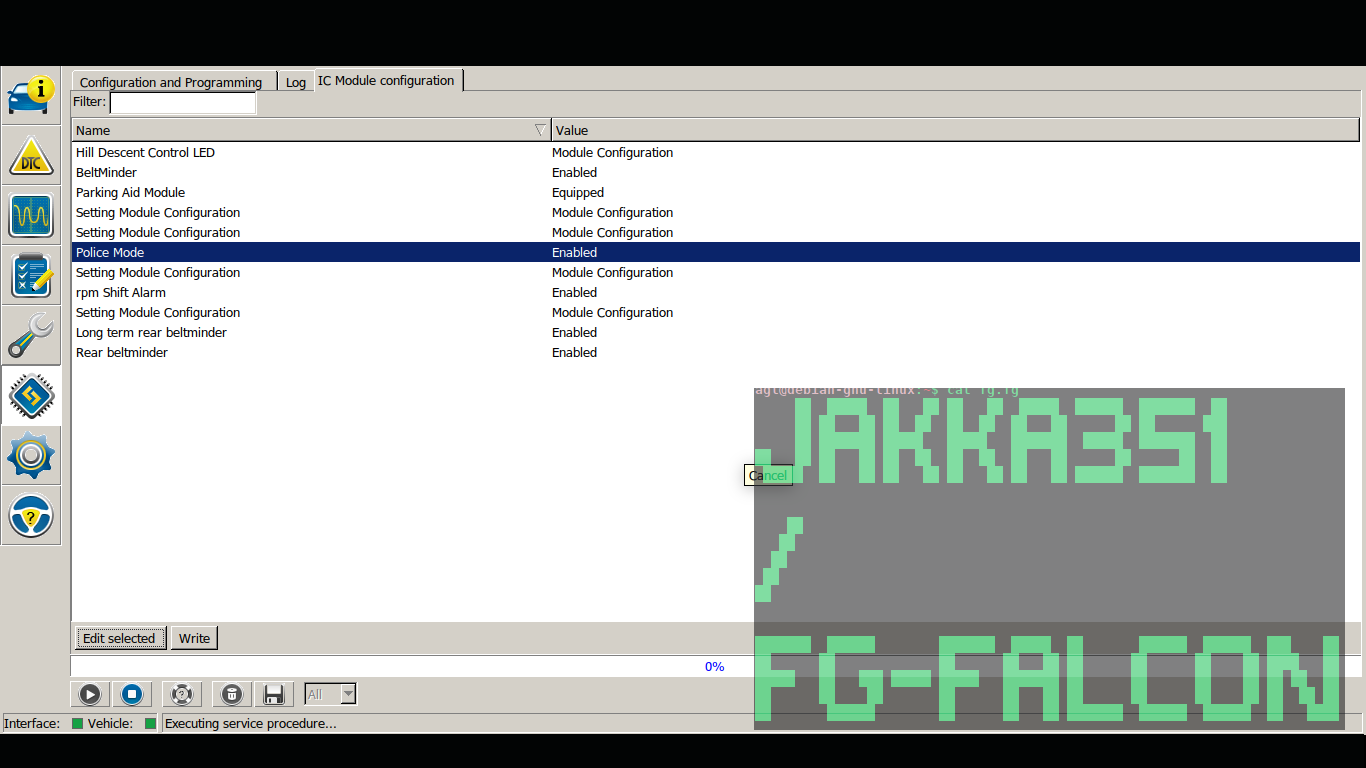 Configuration and Programming Log IC Module configuration
Filter:
Name Value
Hill Descent Control LED Module Configuration
BeltMinder Enabled
Parking Aid Module Equipped
Setting Module Configuration Module Configuration
Setting Module Configuration Module Configuration
Police Mode Enabled
Setting Module Configuration Module Configuration
rpm Shift Alarm Enabled
Setting Module Configuration Module Configuration
Long term rear beltminder Enabled
Rear beltminder Enabled
agt@debian-gnu-linux:~$ cat fg.fg
JAKKA351
Cancel
/
FG-FALCON
Edit selected Write
0%
All
Interface: Vehicle: Executing service procedure...
i
DTC
?